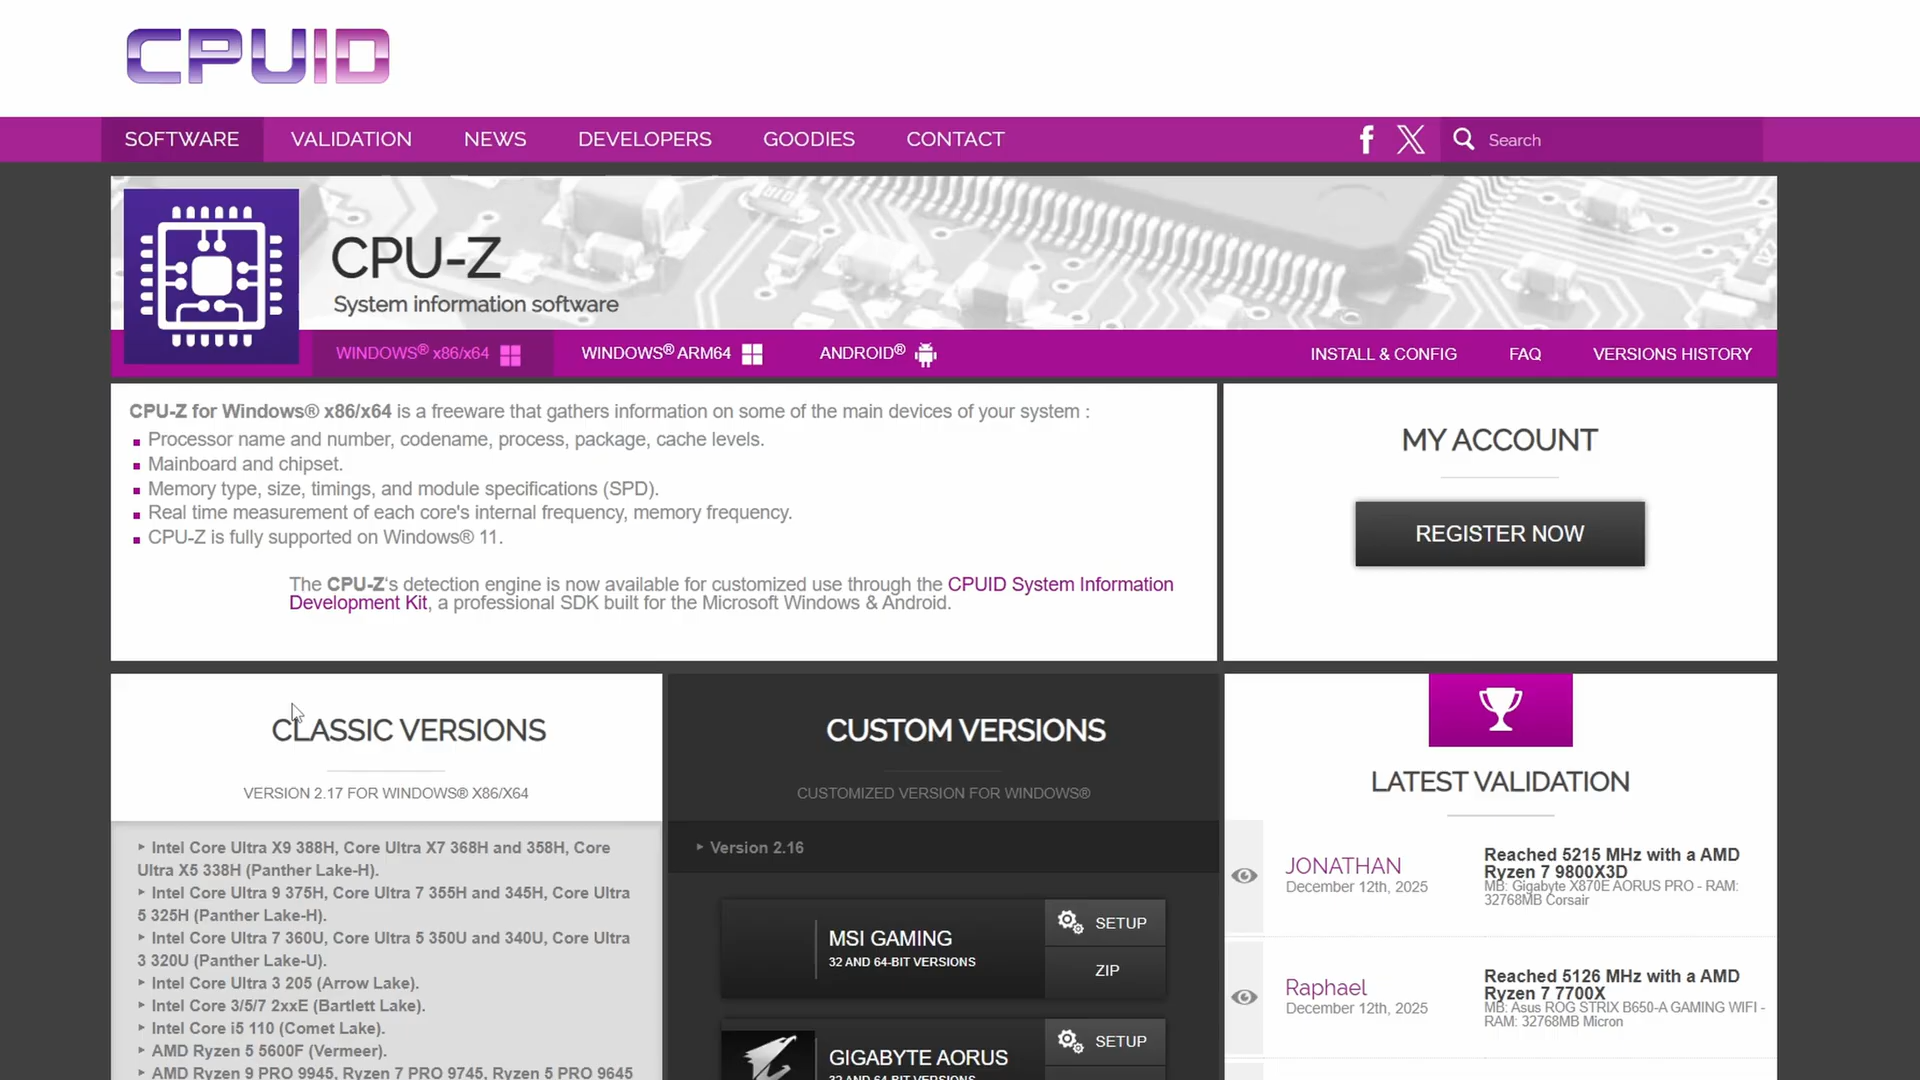 CPUID
SOFTWARE
VALIDATION
NEWS
DEVELOPERS
GOODIES
CONTACT
Search
CPU-Z
System information software
WINDOWS® x86/x64
WINDOWS® ARM64
ANDROID®
INSTALL & CONFIG
FAQ
VERSIONS HISTORY
CPU-Z for Windows® x86/x64 is a freeware that gathers information on some of the main devices of your system :
Processor name and number, codename, process, package, cache levels.
Mainboard and chipset.
Memory type, size, timings, and module specifications (SPD).
Real time measurement of each core's internal frequency, memory frequency.
CPU-Z is fully supported on Windows® 11.
The CPU-Z's detection engine is now available for customized use through the CPUID System Information
Development Kit, a professional SDK built for the Microsoft Windows & Android.
MY ACCOUNT
REGISTER NOW
CLASSIC VERSIONS
VERSION 2.17 FOR WINDOWS® X86/X64
Intel Core Ultra X9 388H, Core Ultra X7 368H and 358H, Core
Ultra X5 338H (Panther Lake-H).
Intel Core Ultra 9 375H, Core Ultra 7 355H and 345H, Core Ultra
5 325H (Panther Lake-H).
Intel Core Ultra 7 360U, Core Ultra 5 350U and 340U, Core Ultra
3 320U (Panther Lake-U).
Intel Core Ultra 3 205 (Arrow Lake).
Intel Core 3/5/7 2xxE (Bartlett Lake).
Intel Core i5 110 (Comet Lake).
AMD Ryzen 5 5600F (Vermeer).
AMD Ryzen 9 PRO 9945, Ryzen 7 PRO 9745, Ryzen 5 PRO 9645
CUSTOM VERSIONS
CUSTOMIZED VERSION FOR WINDOWS®
Version 2.16
MSI GAMING
32 AND 64-BIT VERSIONS
SETUP
ZIP
GIGABYTE AORUS
32 AND 64-BIT VERSIONS
SETUP
LATEST VALIDATION
JONATHAN
December 12th, 2025
Reached 5215 MHz with a AMD
Ryzen 7 9800X3D
MB: Gigabyte X870E AORUS PRO - RAM:
32768MB Corsair
Raphael
December 12th, 2025
Reached 5126 MHz with a AMD
Ryzen 7 7700X
MB: Asus ROG STRIX B650-A GAMING WIFI -
RAM: 32768MB Micron